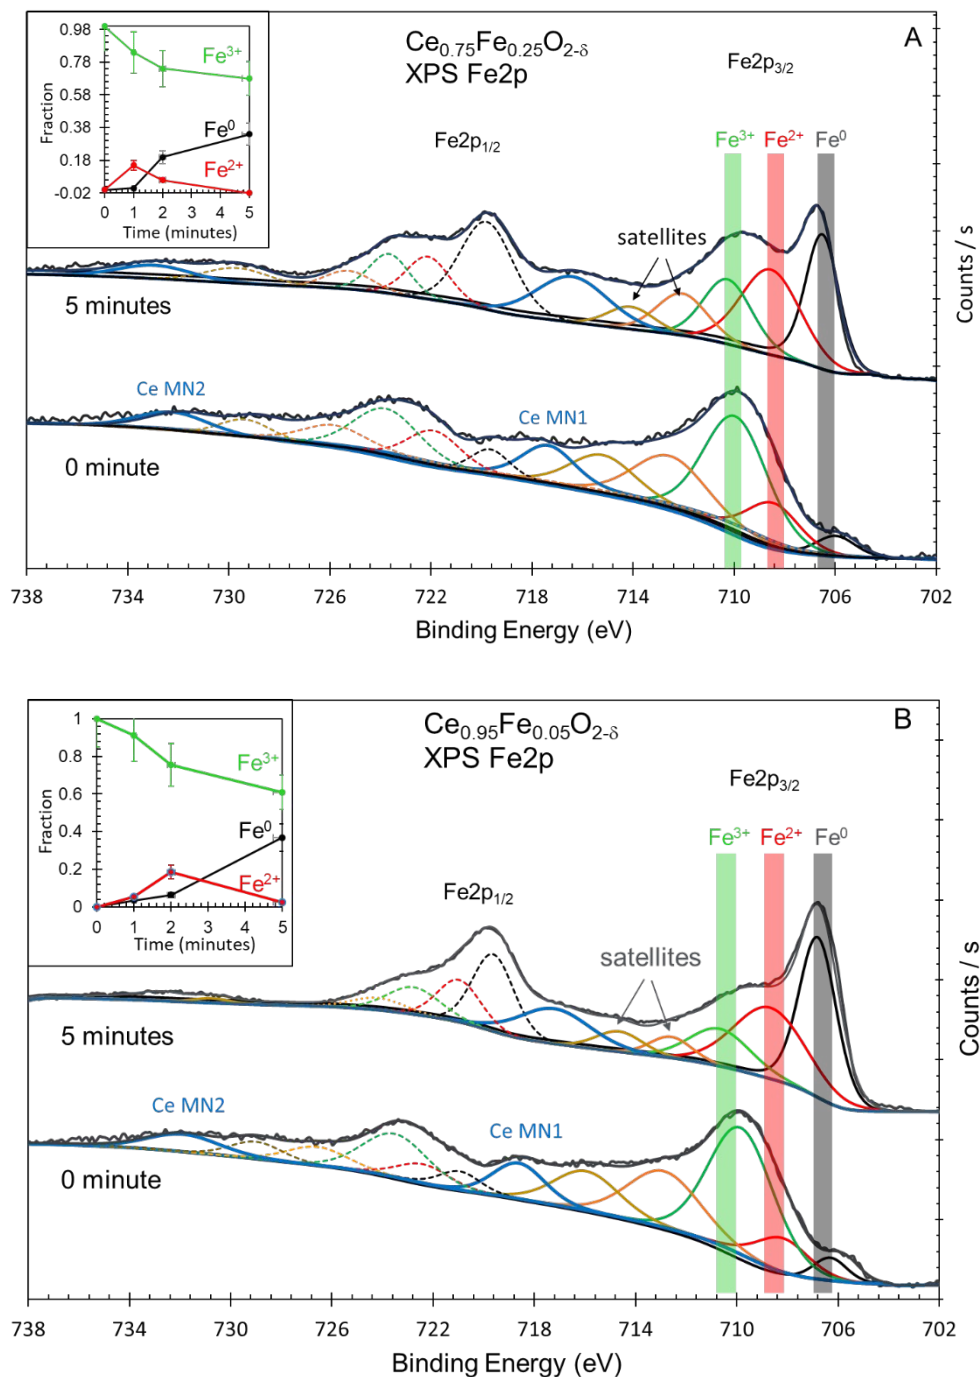 A
Ce0.75Fe0.25O2-δ
XPS Fe2p
Fe2p3/2
Fe2p1/2
Fe3+
Fe2+
Fe0
satellites
5 minutes
Ce MN2
Ce MN1
0 minute
Counts / s
738 734 730 726 722 718 714 710 706 702
Binding Energy (eV)
0.98
0.78
0.58
0.38
0.18
-0.02
Fraction
Fe3+
Fe0
Fe2+
0 1 2 3 4 5
Time (minutes)
B
Ce0.95Fe0.05O2-δ
XPS Fe2p
Fe2p3/2
Fe2p1/2
Fe3+
Fe2+
Fe0
satellites
5 minutes
Ce MN2
Ce MN1
0 minute
Counts / s
738 734 730 726 722 718 714 710 706 702
Binding Energy (eV)
1
0.8
0.6
0.4
0.2
0
Fraction
Fe3+
Fe0
Fe2+
0 1 2 3 4 5
Time (minutes)